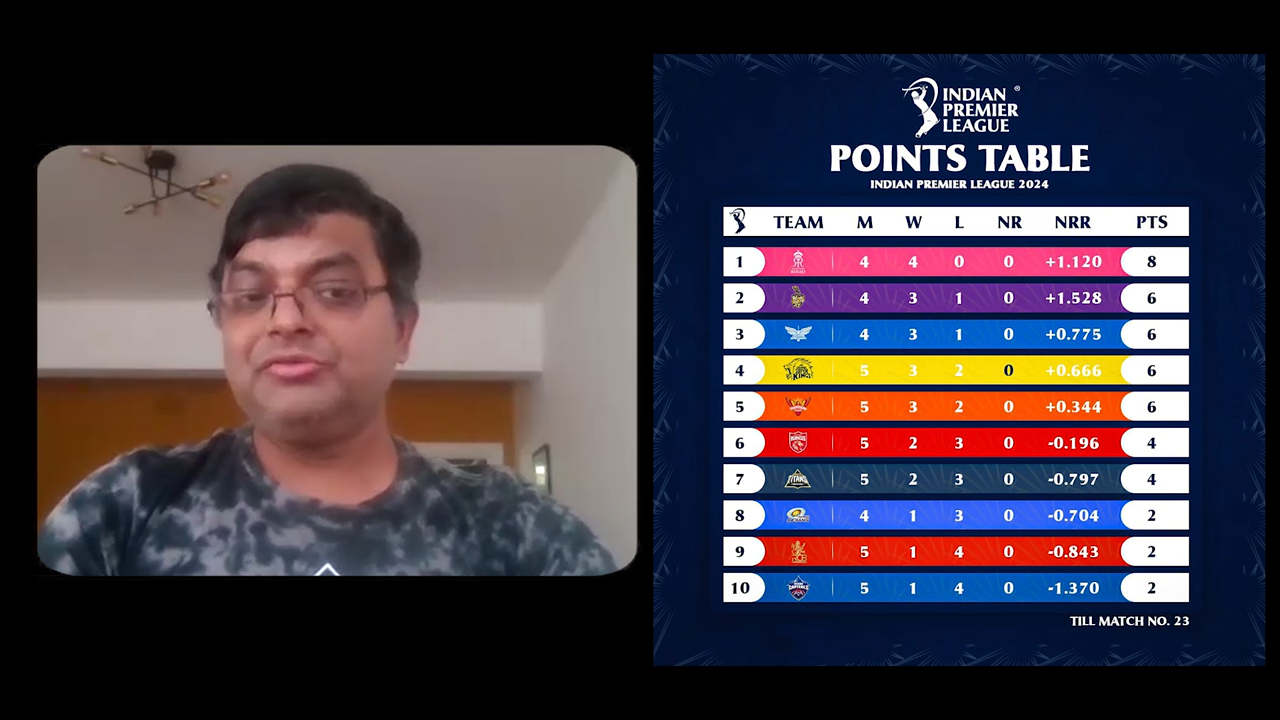 INDIAN
PREMIER
LEAGUE
POINTS TABLE
INDIAN PREMIER LEAGUE 2024
TEAM M W L NR NRR PTS
1 4 4 0 0 +1.120 8
2 4 3 1 0 +1.528 6
3 4 3 1 0 +0.775 6
4 KINGS 5 3 2 0 +0.666 6
5 5 3 2 0 +0.344 6
6 5 2 3 0 -0.196 4
7 TITANS 5 2 3 0 -0.797 4
8 4 1 3 0 -0.704 2
9 5 1 4 0 -0.843 2
10 CAPITALS 5 1 4 0 -1.370 2
TILL MATCH NO. 23